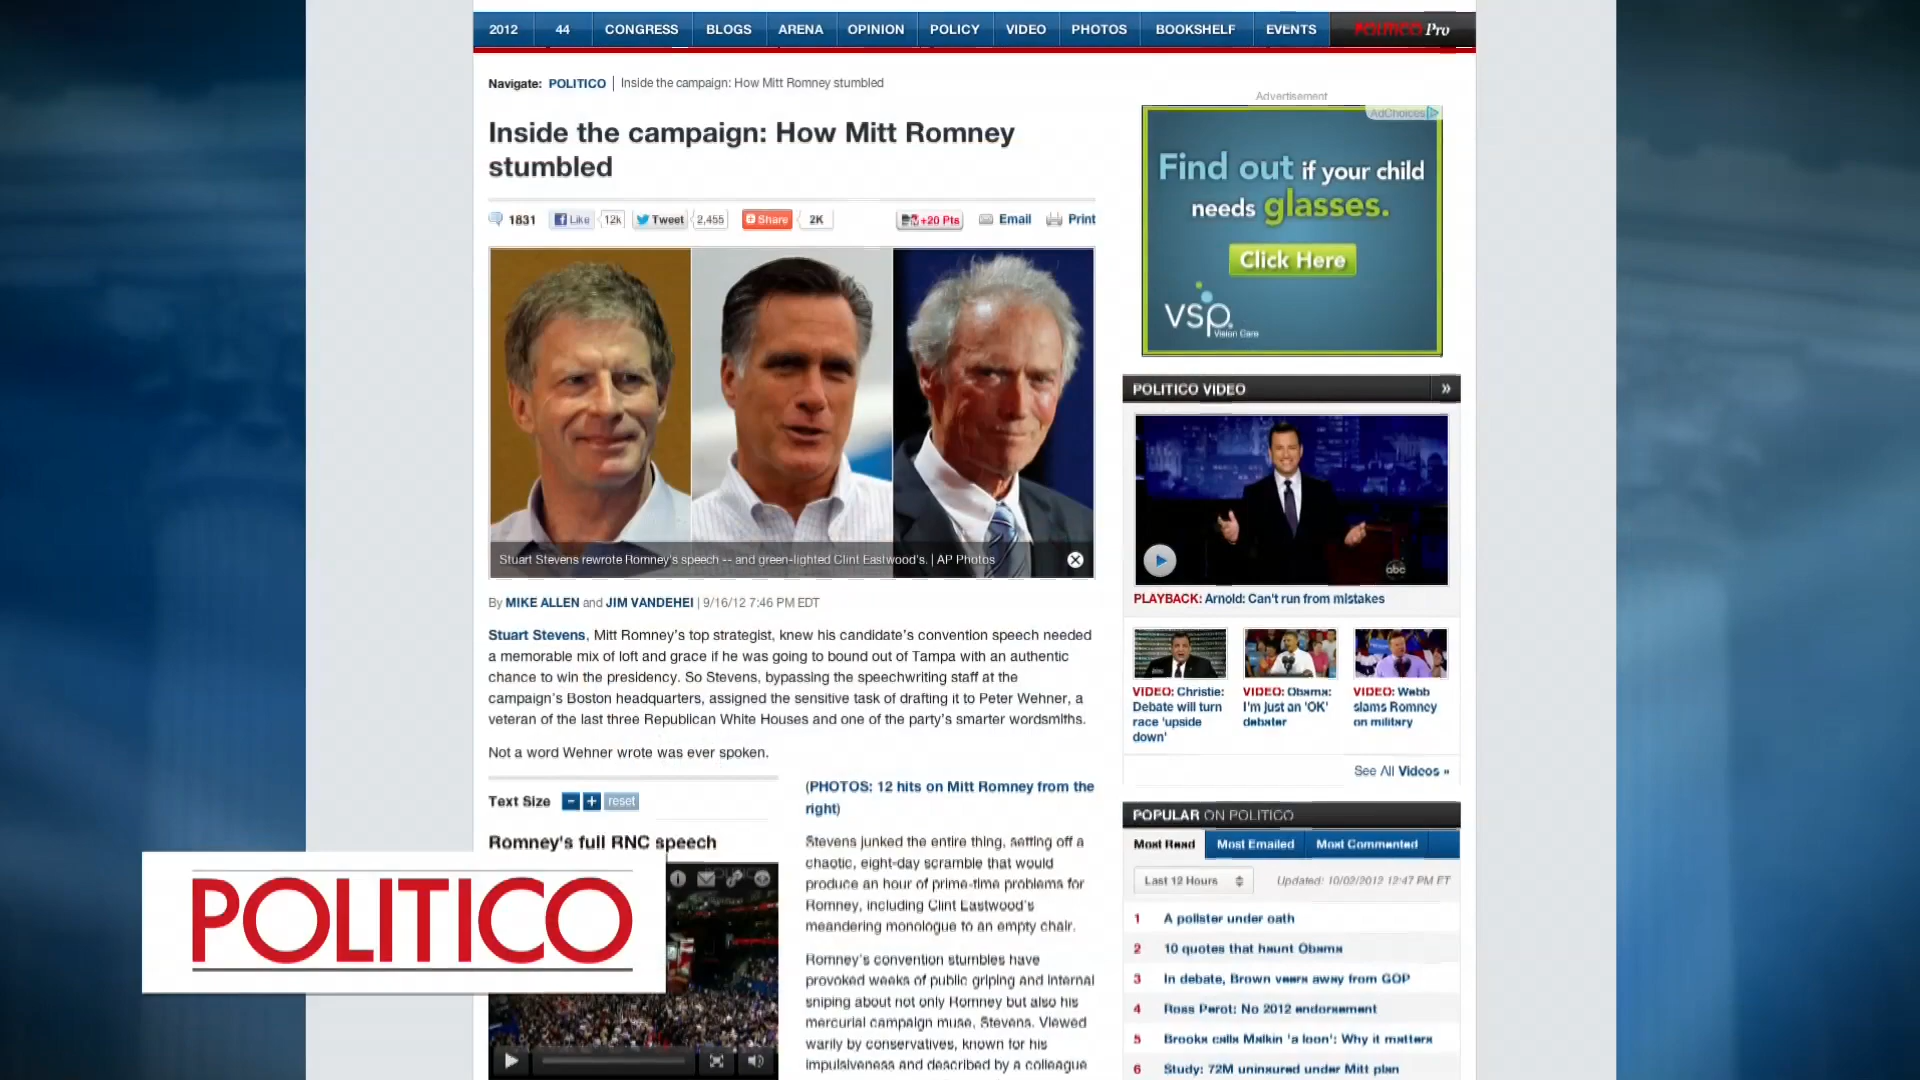 2012 44 CONGRESS BLOGS ARENA OPINION POLICY VIDEO PHOTOS BOOKSHELF EVENTS POLITICO Pro
Navigate: POLITICO | Inside the campaign: How Mitt Romney stumbled
Inside the campaign: How Mitt Romney
stumbled
1831 Like 12k Tweet 2,455 Share 2K +20 Pts Email Print
Stuart Stevens rewrote Romney's speech -- and green-lighted Clint Eastwood's. | AP Photos
By MIKE ALLEN and JIM VANDEHEI | 9/16/12 7:46 PM EDT
Stuart Stevens, Mitt Romney's top strategist, knew his candidate's convention speech needed
a memorable mix of loft and grace if he was going to bound out of Tampa with an authentic
chance to win the presidency. So Stevens, bypassing the speechwriting staff at the
campaign's Boston headquarters, assigned the sensitive task of drafting it to Peter Wehner, a
veteran of the last three Republican White Houses and one of the party's smarter wordsmiths.
Not a word Wehner wrote was ever spoken.
Text Size - + reset
Romney's full RNC speech
POLITICO
(PHOTOS: 12 hits on Mitt Romney from the
right)
Stevens junked the entire thing, setting off a
chaotic, eight-day scramble that would
produce an hour of prime-time problems for
Romney, including Clint Eastwood's
meandering monologue to an empty chair.
Romney's convention stumbles have
provoked weeks of public griping and internal
sniping about not only Romney but also his
mercurial campaign muse, Stevens. Viewed
warily by conservatives, known for his
impulsiveness and described by a colleague
Advertisement
AdChoices
Find out if your child
needs glasses.
Click Here
vsp.
Vision Care
POLITICO VIDEO »
abc
PLAYBACK: Arnold: Can't run from mistakes
VIDEO: Christie:
Debate will turn
race 'upside
down'
VIDEO: Obama:
I'm just an 'OK'
debater
VIDEO: Webb
slams Romney
on military
See All Videos »
POPULAR ON POLITICO
Most Read Most Emailed Most Commented
Last 12 Hours Updated: 10/02/2012 12:47 PM ET
1 A pollster under oath
2 10 quotes that haunt Obama
3 In debate, Brown veers away from GOP
4 Ross Perot: No 2012 endorsement
5 Brooks calls Malkin 'a loon': Why it matters
6 Study: 72M uninsured under Mitt plan